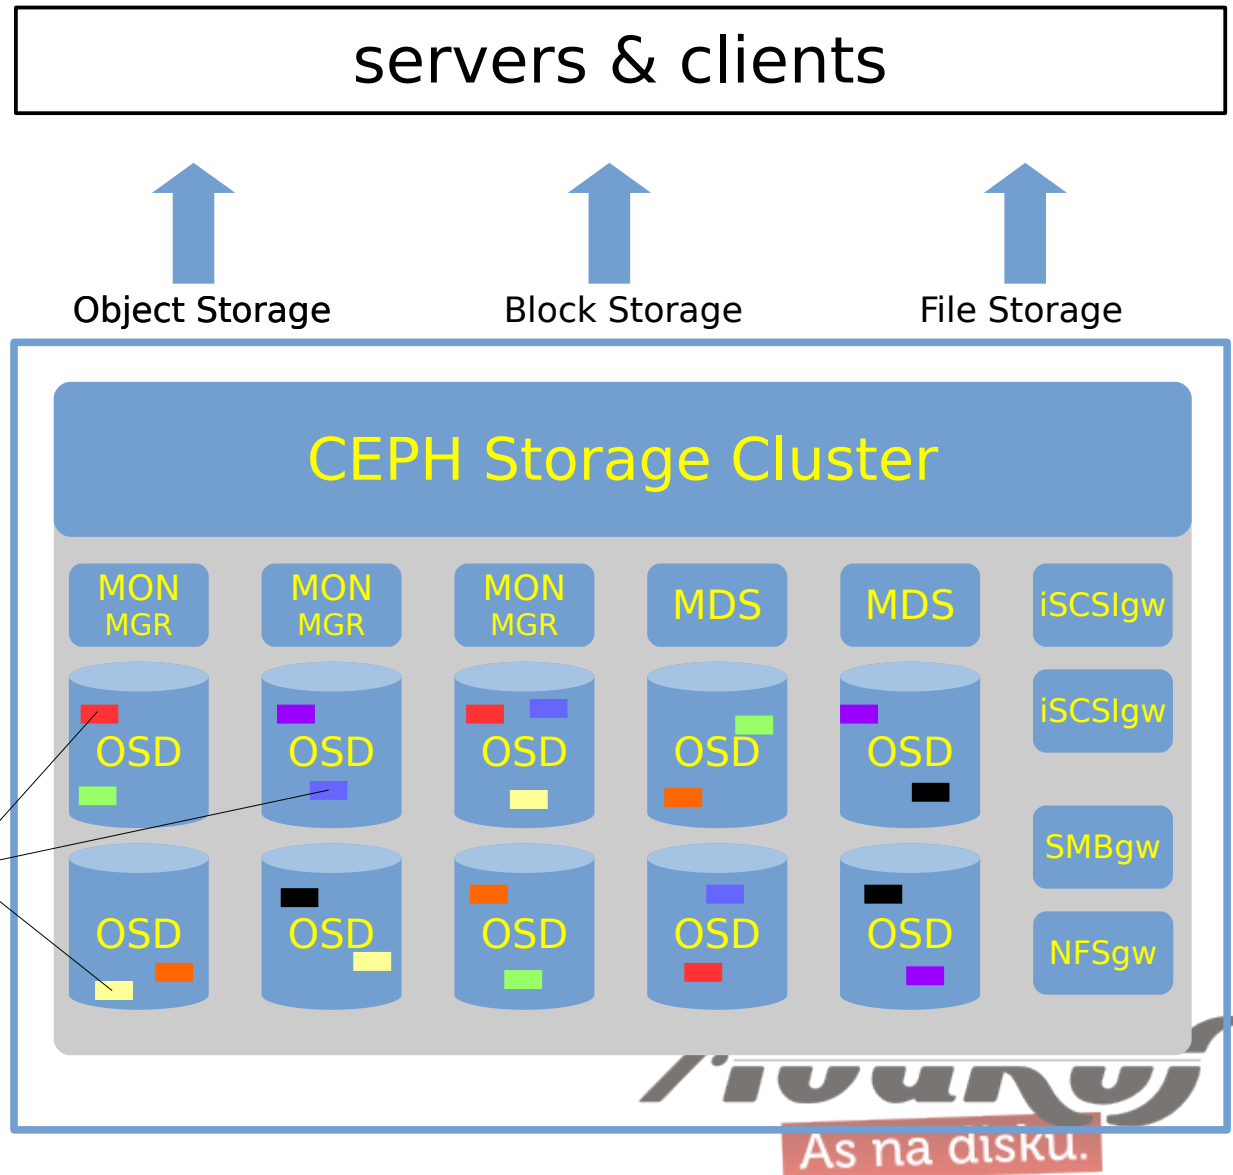 servers & clients
Object Storage
Block Storage
File Storage
CEPH Storage Cluster
MON
MGR
MON
MGR
MON
MGR
MDS
MDS
iSCSIgw
OSD
OSD
OSD
OSD
OSD
iSCSIgw
SMBgw
OSD
OSD
OSD
OSD
OSD
NFSgw
As na disku.